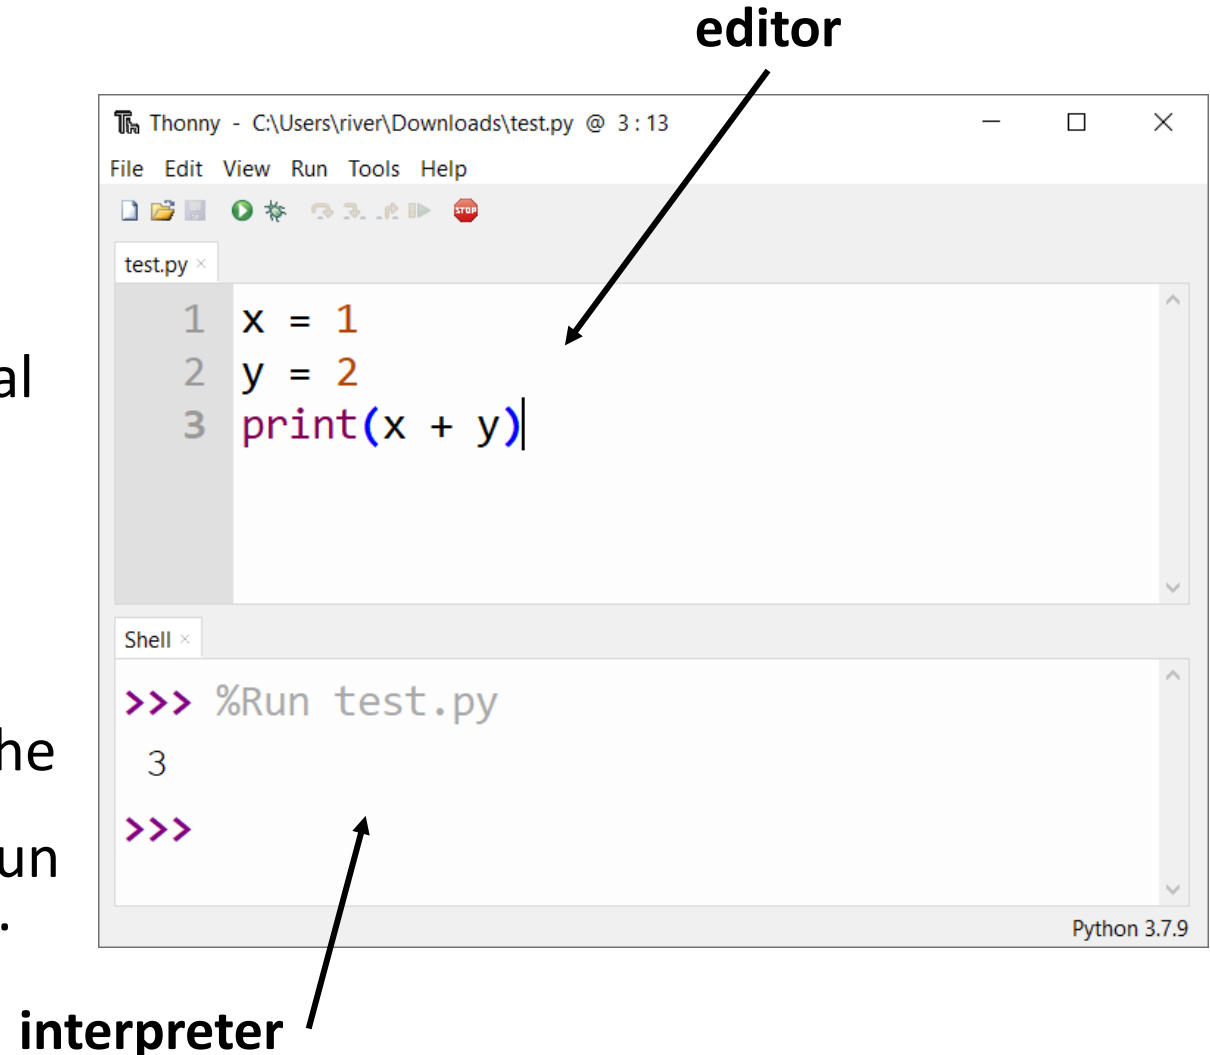 editor
Thonny - C:\Users\river\Downloads\test.py @ 3:13
File Edit View Run Tools Help
STOP
test.py ×
1 x = 1
al
2 y = 2
3 print(x + y)
Shell ×
>>> %Run test.py
he
3
>>>
un
.
Python 3.7.9
interpreter